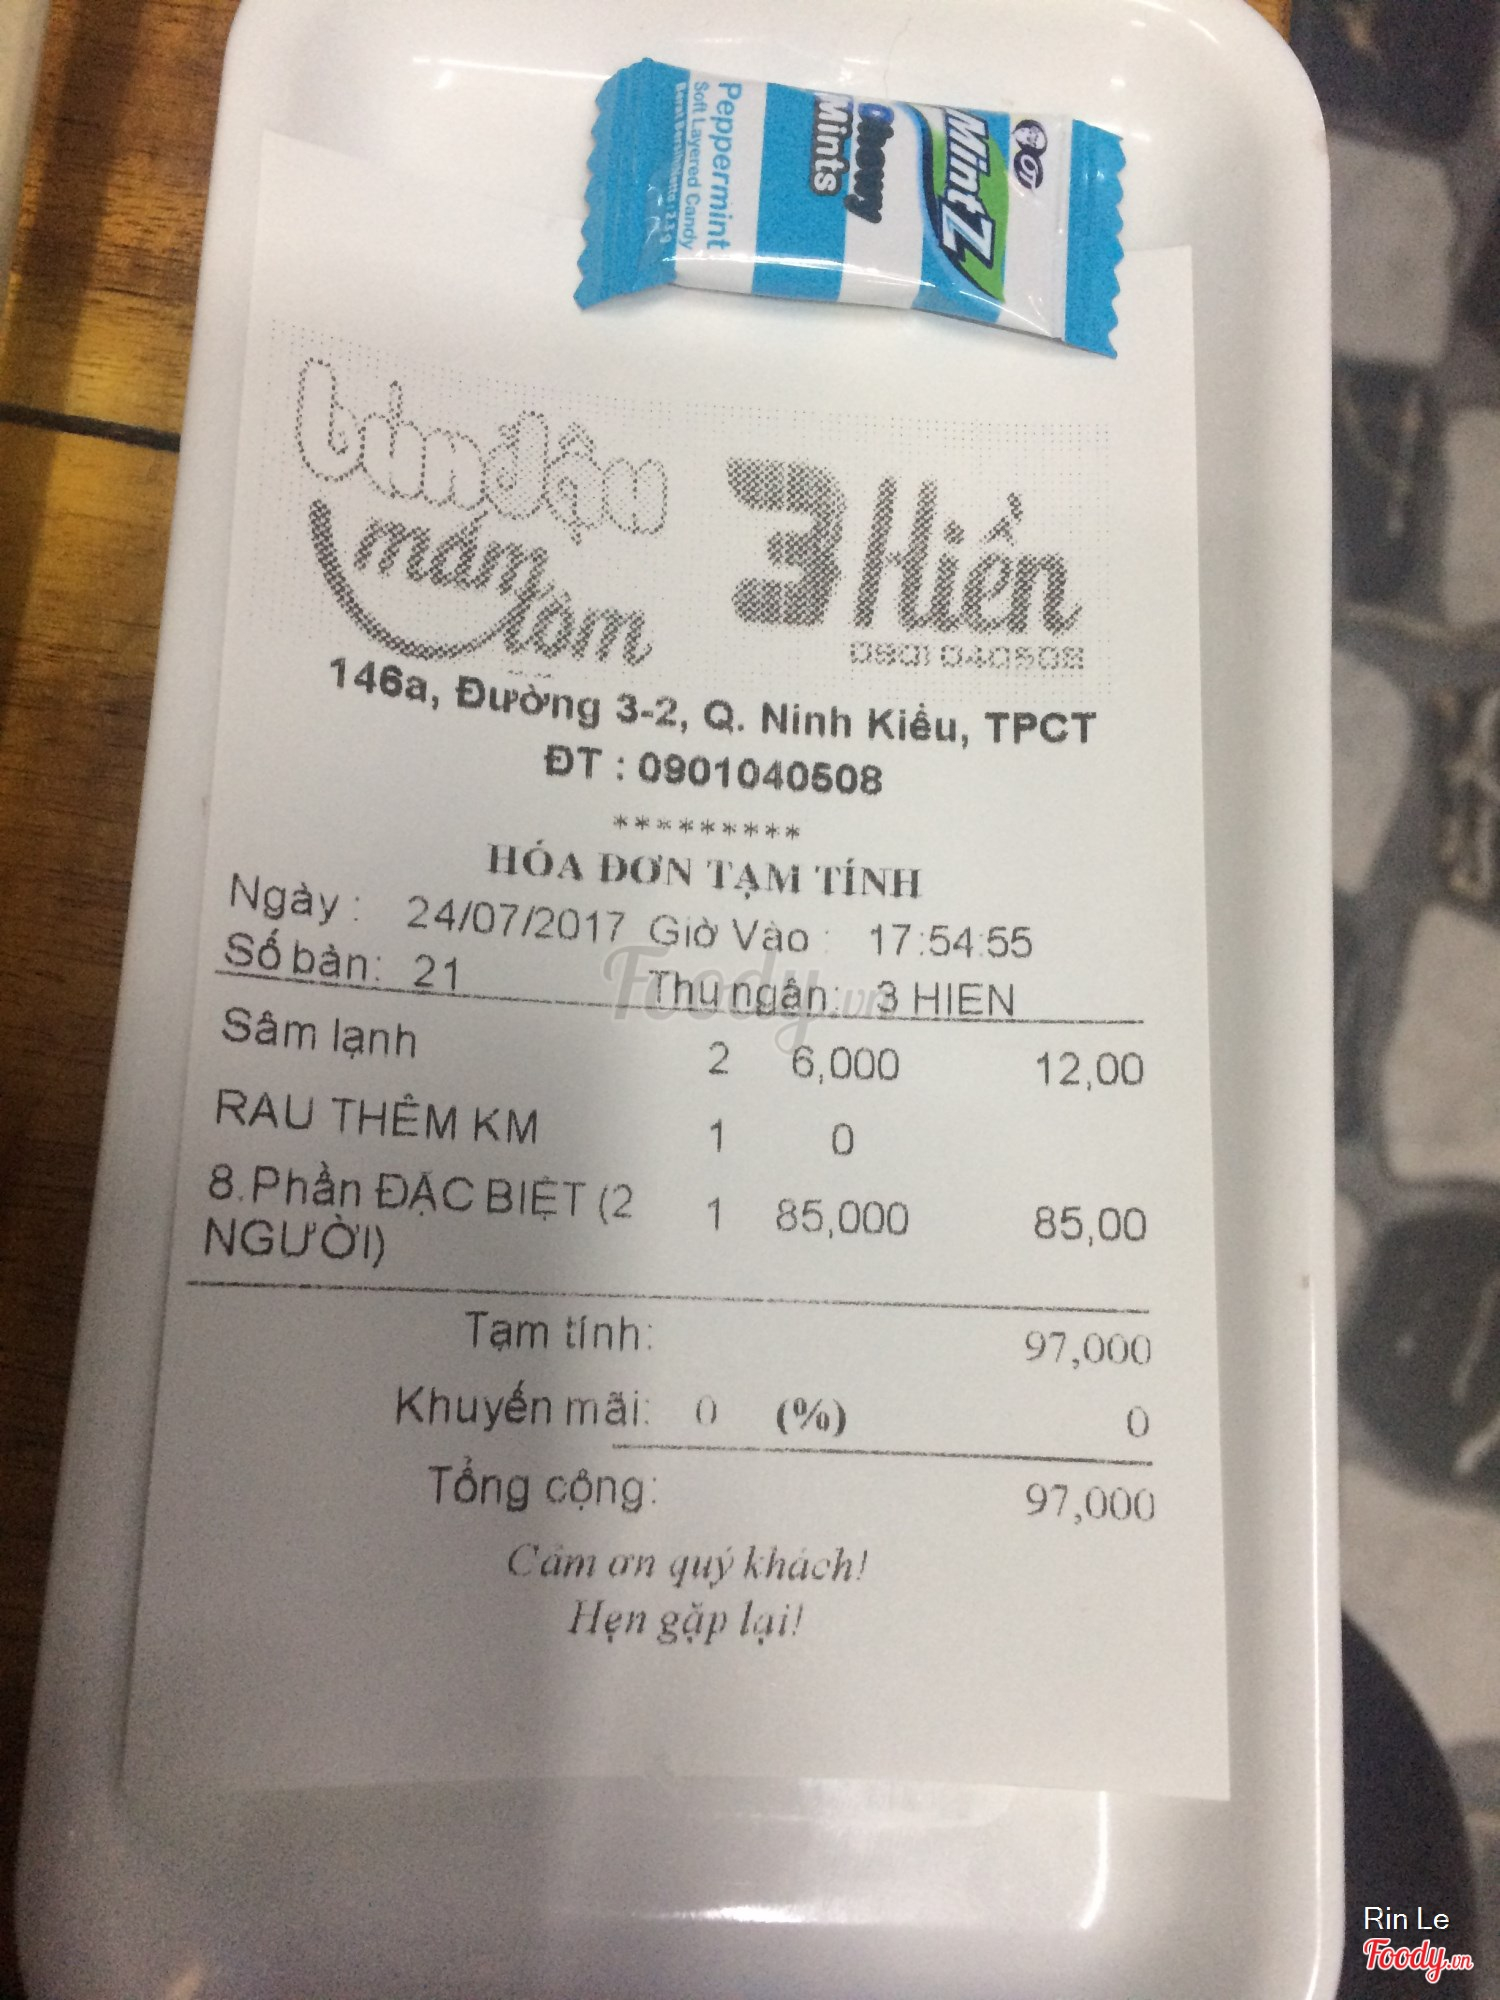 OT
MintZ
Chewy
Mints
Peppermint
Soft Layered Candy
bún đậu
mắm tôm
3 Hiền
0901 040508
146a, Đường 3-2, Q. Ninh Kiều, TPCT
ĐT : 0901040508
*********
HÓA ĐƠN TẠM TÍNH
Ngày : 24/07/2017 Giờ Vào : 17:54:55
Số bàn: 21 Thu ngân: 3 HIEN
Sâm lạnh 2 6,000 12,00
RAU THÊM KM 1 0
8.Phần ĐẶC BIỆT (2 1 85,000 85,00
NGƯỜI)
Tạm tính: 97,000
Khuyến mãi: 0 (%) 0
Tổng cộng: 97,000
Cảm ơn quý khách!
Hẹn gặp lại!
Foody.vn
Rin Le
Foody.vn